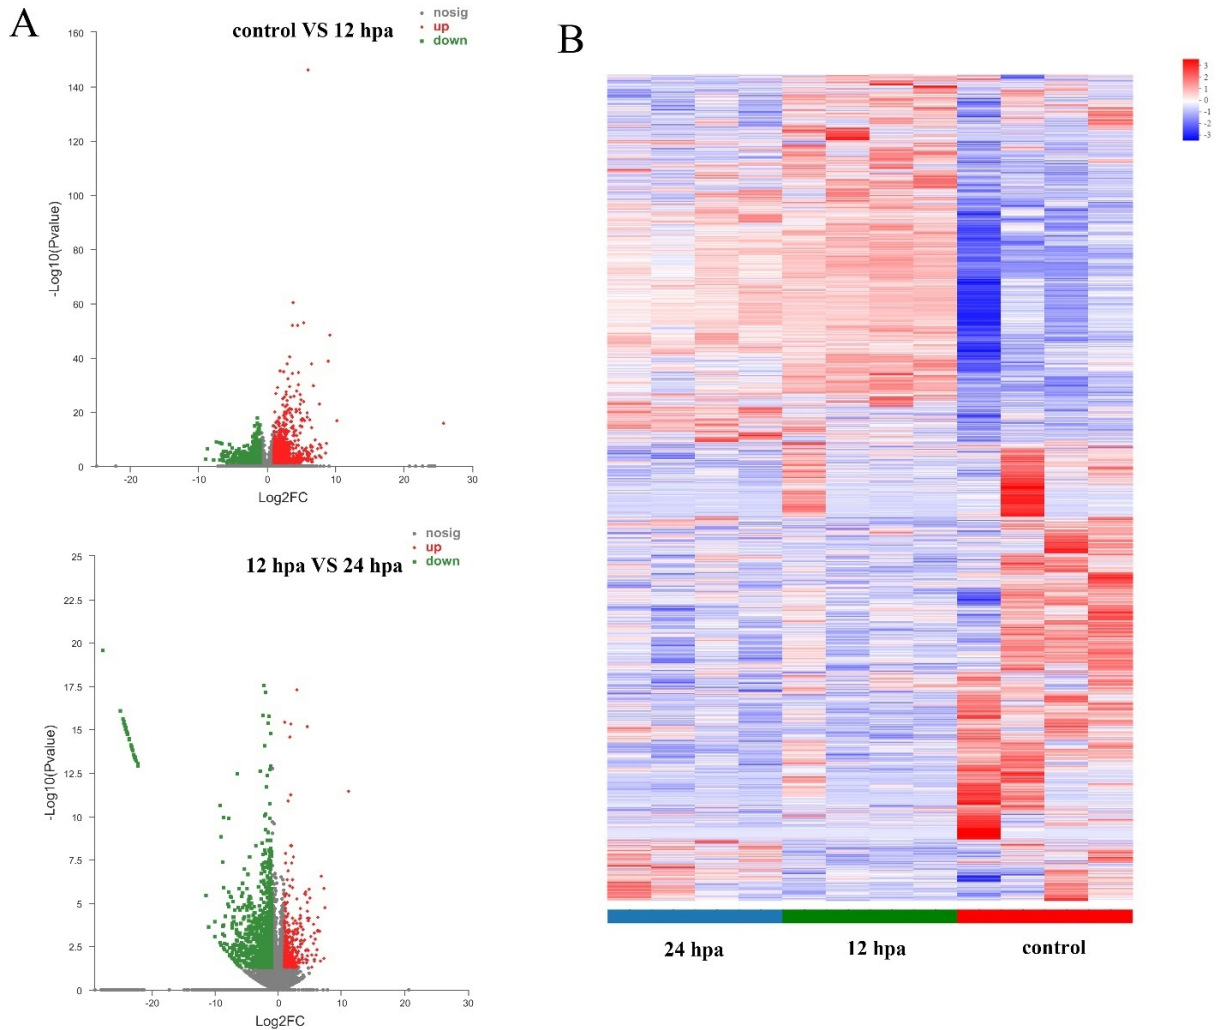 A
control VS 12 hpa
nosig
up
down
160
140
120
100
80
60
40
20
0
-Log10(Pvalue)
-20
-10
0
10
20
30
Log2FC
12 hpa VS 24 hpa
nosig
up
down
25
22.5
20
17.5
15
12.5
10
7.5
5
2.5
0
-Log10(Pvalue)
-20
-10
0
10
20
30
Log2FC
B
3
2
1
0
-1
-2
-3
24 hpa
12 hpa
control